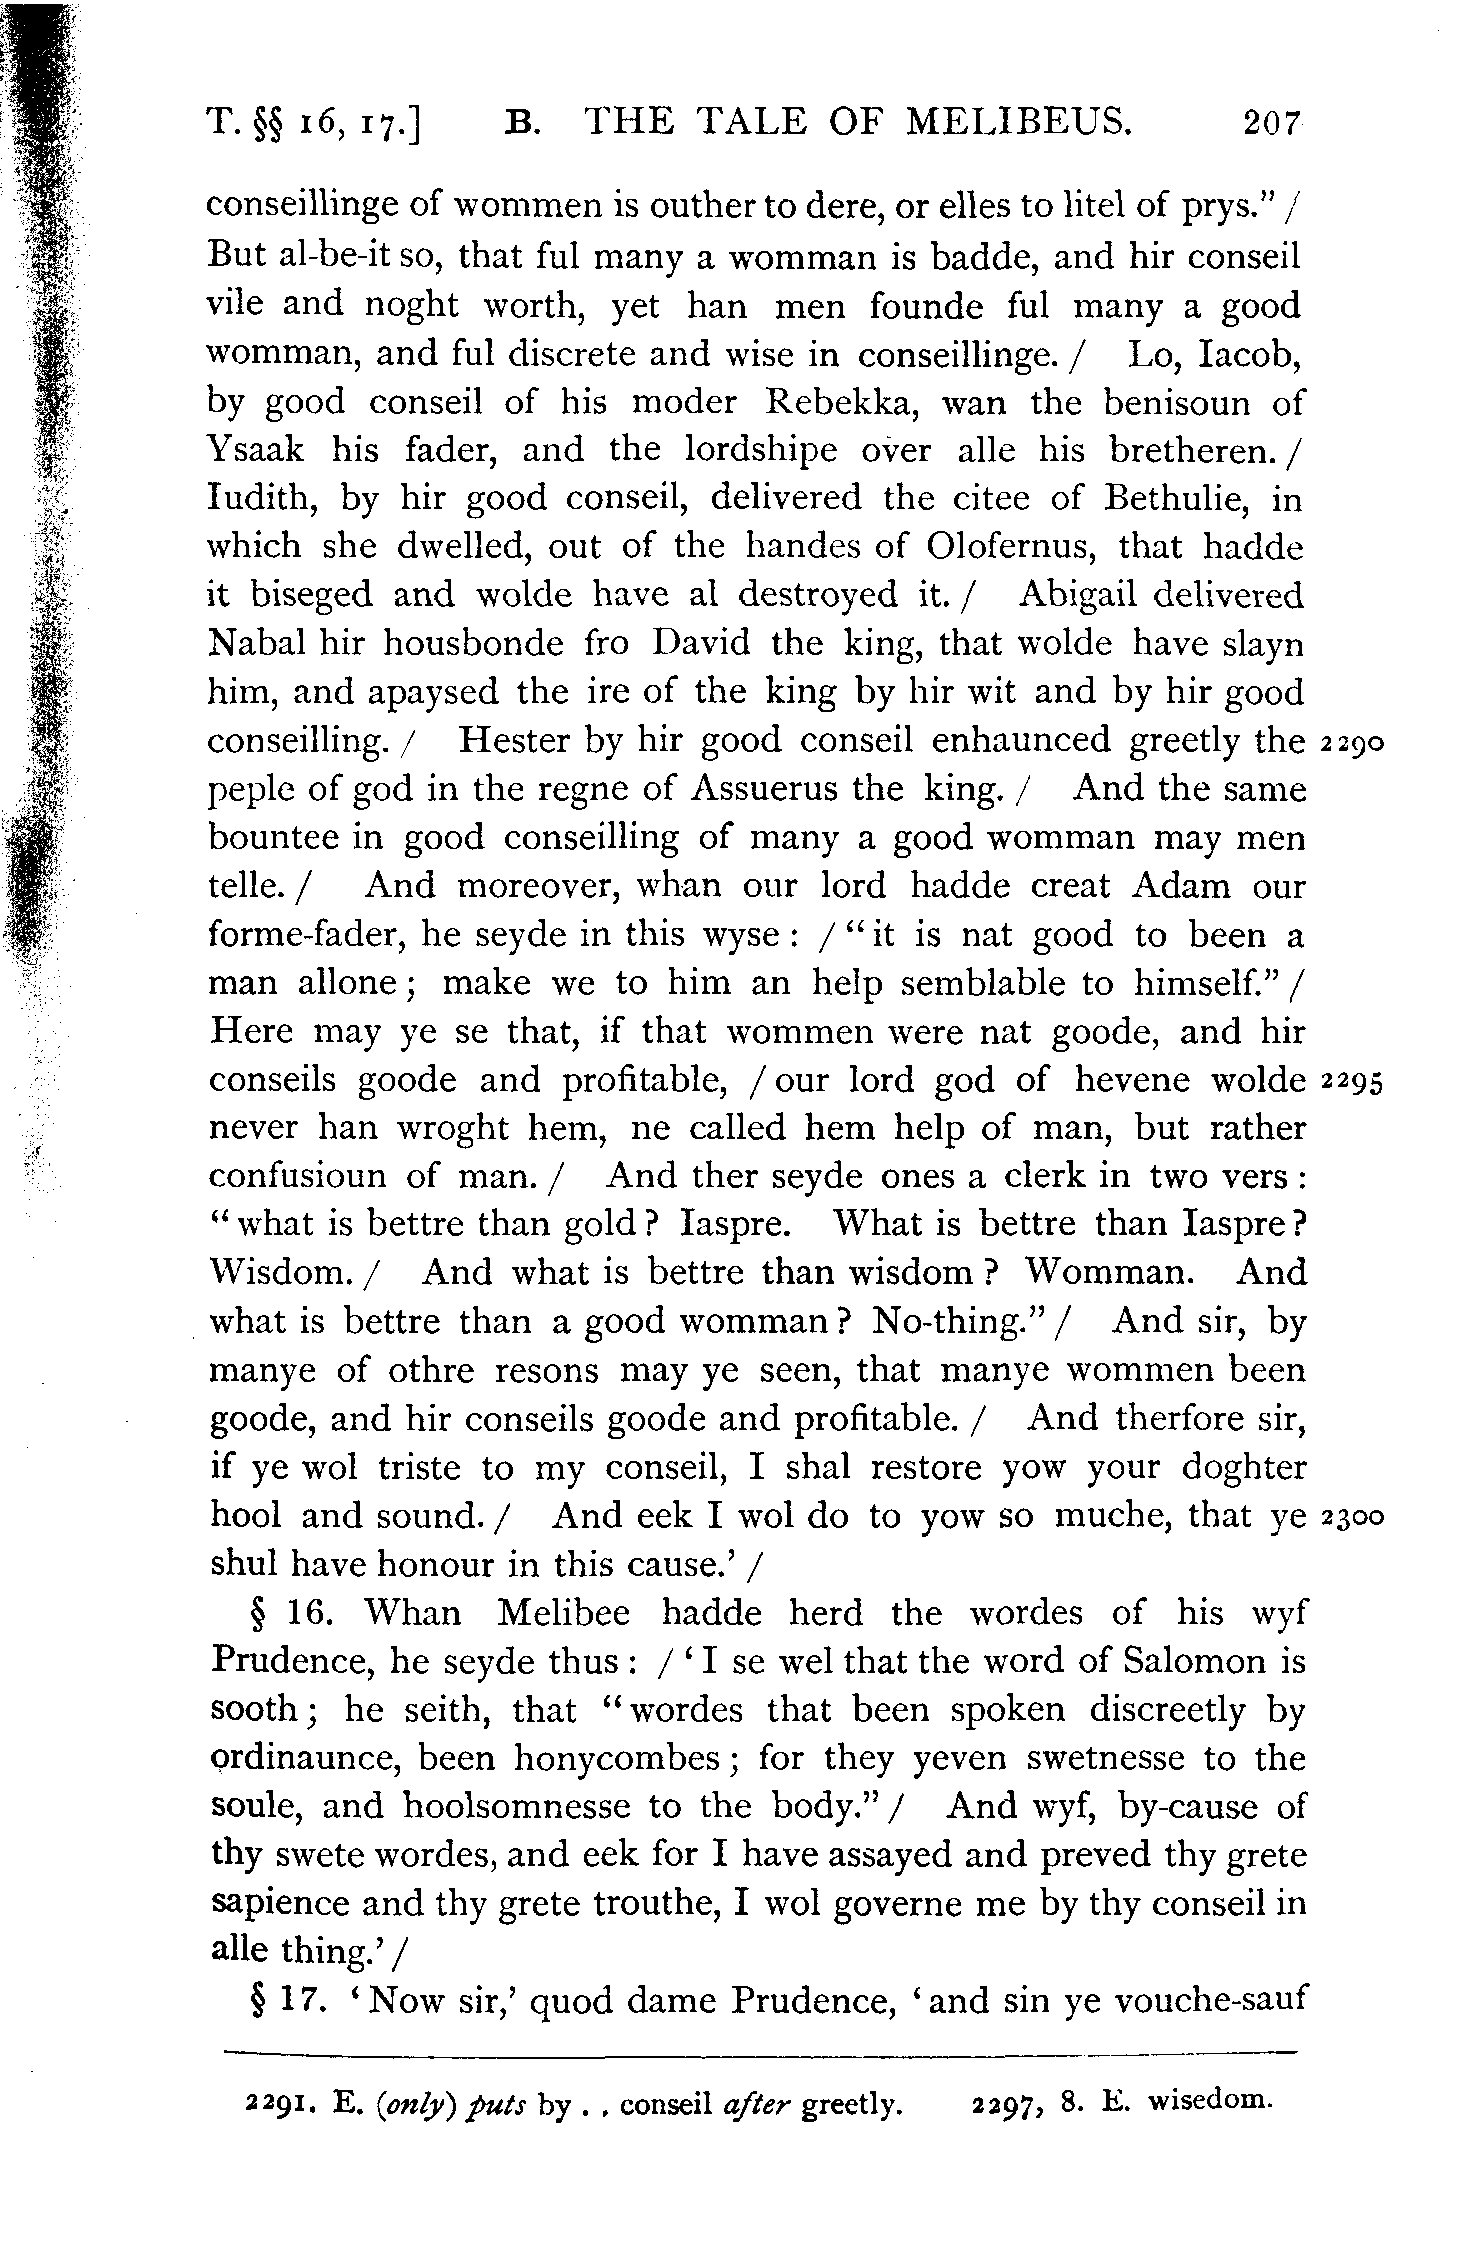 T. §§ 16, 17.] B. THE TALE OF MELIBEUS. 207
conseillinge of wommen is outher to dere, or elles to litel of prys.” /
But al-be-it so, that ful many a womman is badde, and hir conseil
vile and noght worth, yet han men founde ful many a good
womman, and ful discrete and wise in conseillinge. / Lo, Iacob,
by good conseil of his moder Rebekka, wan the benisoun of
Ysaak his fader, and the lordshipe over alle his bretheren. /
Iudith, by hir good conseil, delivered the citee of Bethulie, in
which she dwelled, out of the handes of Olofernus, that hadde
it biseged and wolde have al destroyed it. / Abigail delivered
Nabal hir housbonde fro David the king, that wolde have slayn
him, and apaysed the ire of the king by hir wit and by hir good
conseilling. / Hester by hir good conseil enhaunced greetly the 2290
peple of god in the regne of Assuerus the king. / And the same
bountee in good conseilling of many a good womman may men
telle. / And moreover, whan our lord hadde creat Adam our
forme-fader, he seyde in this wyse : / “it is nat good to been a
man allone ; make we to him an help semblable to himself.” /
Here may ye se that, if that wommen were nat goode, and hir
conseils goode and profitable, / our lord god of hevene wolde 2295
never han wroght hem, ne called hem help of man, but rather
confusioun of man. / And ther seyde ones a clerk in two vers :
“what is bettre than gold ? Iaspre. What is bettre than Iaspre ?
Wisdom. / And what is bettre than wisdom ? Womman. And
what is bettre than a good womman ? No-thing.” / And sir, by
manye of othre resons may ye seen, that manye wommen been
goode, and hir conseils goode and profitable. / And therfore sir,
if ye wol triste to my conseil, I shal restore yow your doghter
hool and sound. / And eek I wol do to yow so muche, that ye 2300
shul have honour in this cause.’ /
§ 16. Whan Melibee hadde herd the wordes of his wyf
Prudence, he seyde thus : / ‘I se wel that the word of Salomon is
sooth ; he seith, that “wordes that been spoken discreetly by
ordinaunce, been honycombes ; for they yeven swetnesse to the
soule, and hoolsomnesse to the body.” / And wyf, by-cause of
thy swete wordes, and eek for I have assayed and preved thy grete
sapience and thy grete trouthe, I wol governe me by thy conseil in
alle thing.’ /
§ 17. ‘Now sir,’ quod dame Prudence, ‘and sin ye vouche-sauf
2291. E. (only) puts by . . conseil after greetly. 2297, 8. E. wisedom.